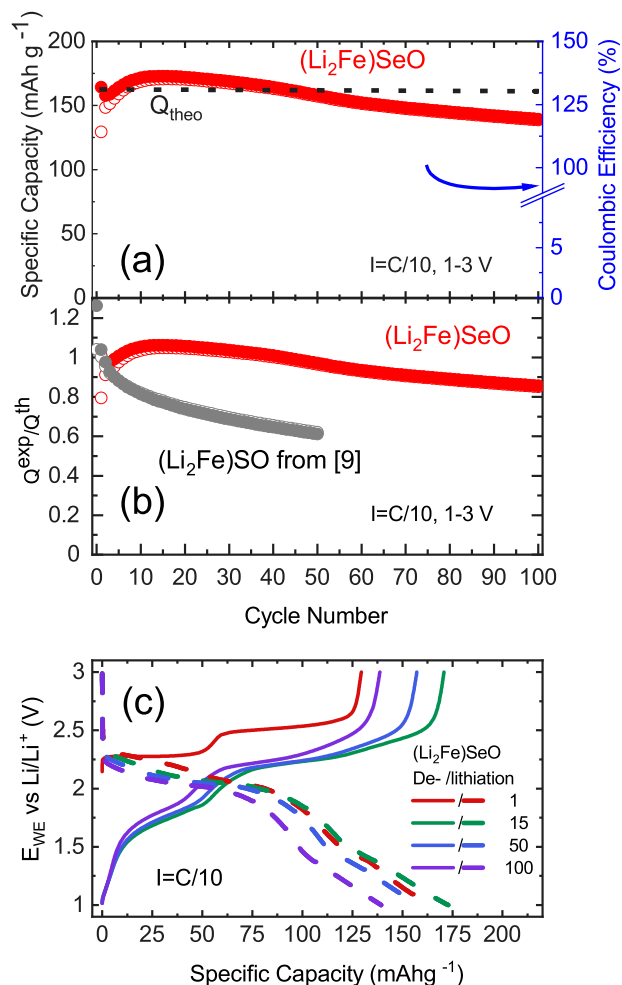 200
150
100
50
0
Specific Capacity (mAh g⁻¹)
(Li₂Fe)SeO
Q_theo
(a)
I=C/10, 1-3 V
150
125
100
5
0
Coulombic Efficiency (%)
1.2
1
0.8
0.6
0.4
0.2
0
Q^exp/Q^th
(Li₂Fe)SeO
(Li₂Fe)SO from [9]
(b)
I=C/10, 1-3 V
0 10 20 30 40 50 60 70 80 90 100
Cycle Number
3
2.5
2
1.5
1
E_WE vs Li/Li⁺ (V)
(c)
(Li₂Fe)SeO
De- /lithiation
/ 1
/ 15
/ 50
/ 100
I=C/10
0 25 50 75 100 125 150 175 200
Specific Capacity (mAhg ⁻¹)